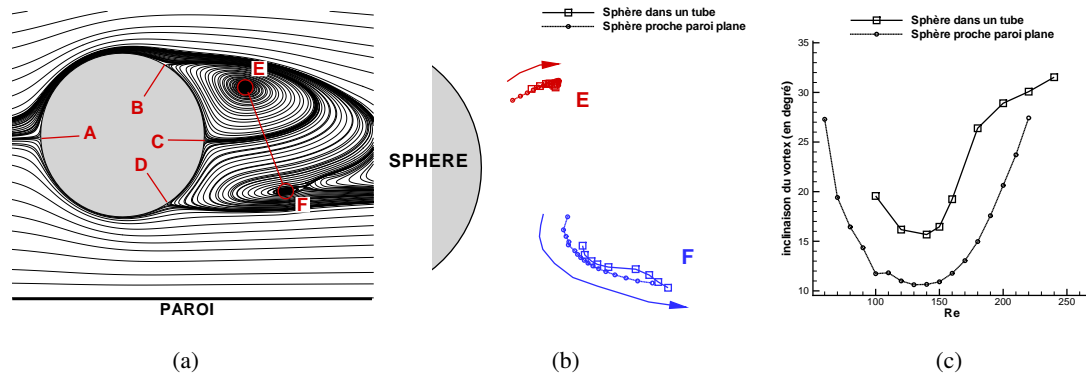 A
B
C
D
E
F
PAROI
(a)
Sphère dans un tube
Sphère proche paroi plane
E
SPHERE
F
(b)
Sphère dans un tube
Sphère proche paroi plane
inclinaison du vortex (en degré)
35
30
25
20
15
10
100
150
200
250
Re
(c)